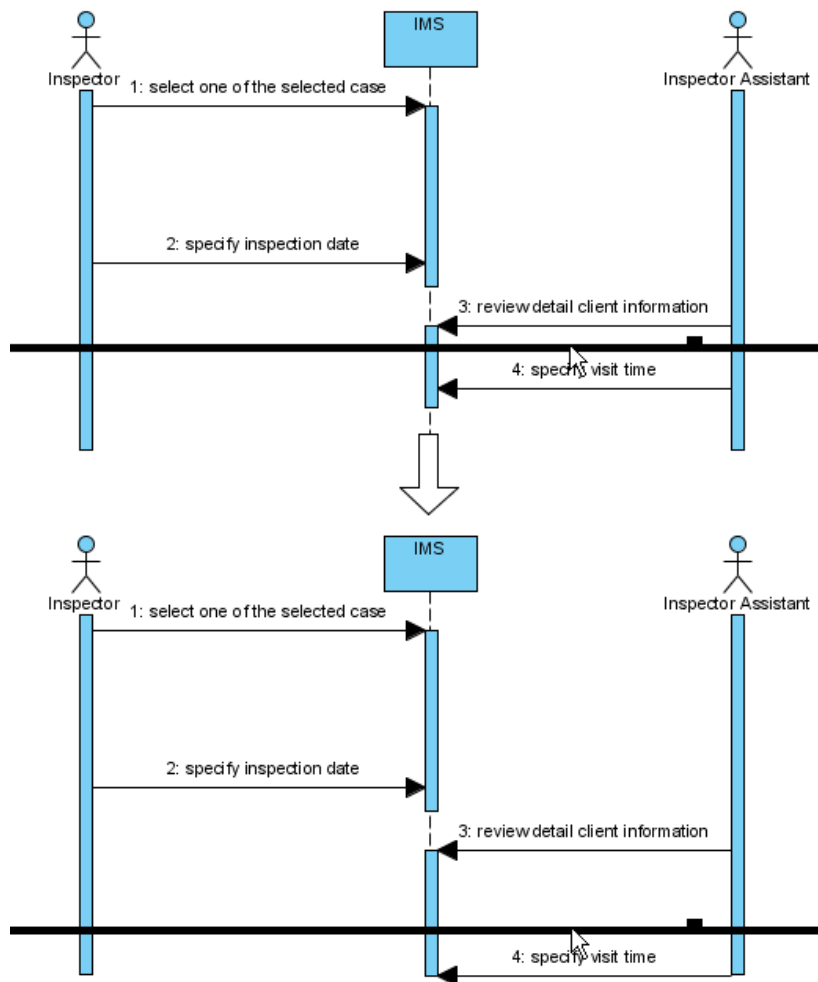 IMS
Inspector
Inspector Assistant
1: select one of the selected case
2: specify inspection date
3: review detail client information
4: specify visit time
IMS
Inspector
Inspector Assistant
1: select one of the selected case
2: specify inspection date
3: review detail client information
4: specify visit time